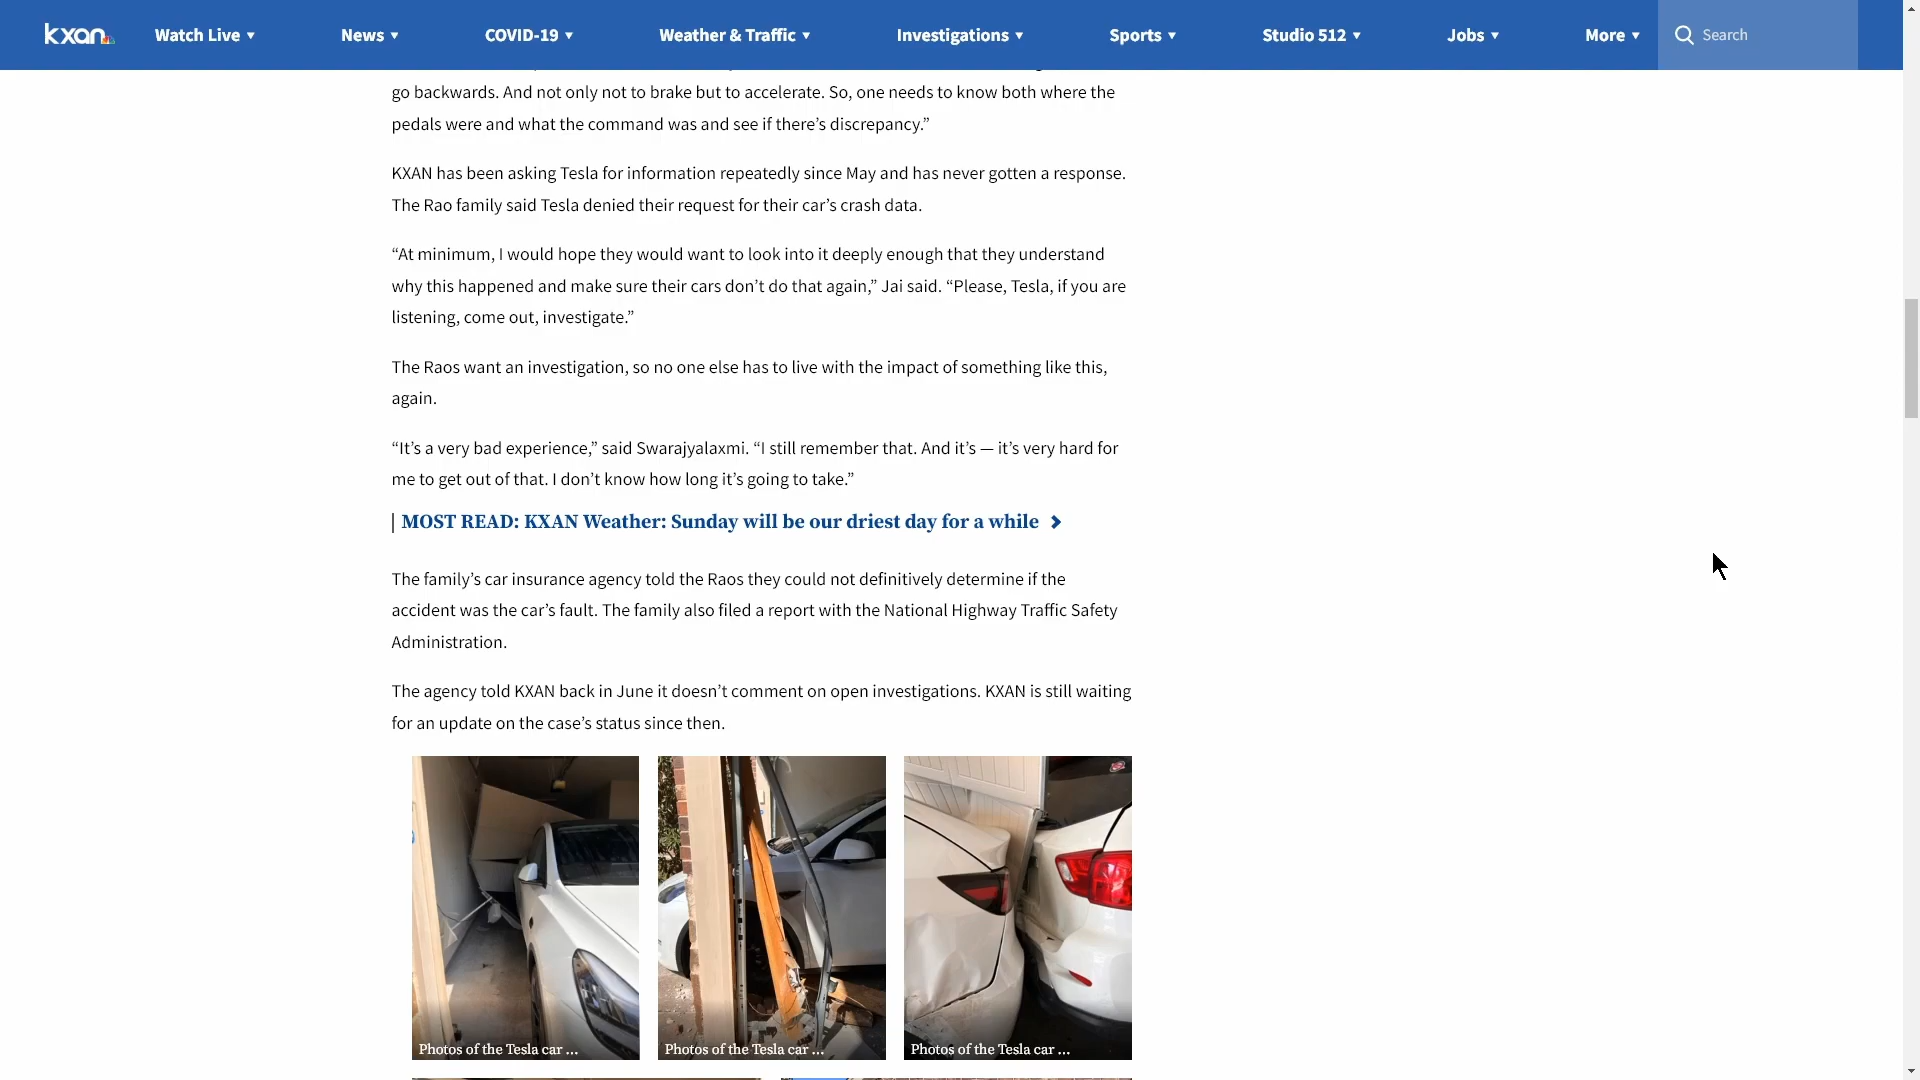 kxan
Watch Live ▾ News ▾ COVID-19 ▾ Weather & Traffic ▾ Investigations ▾ Sports ▾ Studio 512 ▾ Jobs ▾ More ▾ Search
go backwards. And not only not to brake but to accelerate. So, one needs to know both where the
pedals were and what the command was and see if there’s discrepancy.”
KXAN has been asking Tesla for information repeatedly since May and has never gotten a response.
The Rao family said Tesla denied their request for their car’s crash data.
“At minimum, I would hope they would want to look into it deeply enough that they understand
why this happened and make sure their cars don’t do that again,” Jai said. “Please, Tesla, if you are
listening, come out, investigate.”
The Raos want an investigation, so no one else has to live with the impact of something like this,
again.
“It’s a very bad experience,” said Swarajyalaxmi. “I still remember that. And it’s — it’s very hard for
me to get out of that. I don’t know how long it’s going to take.”
| MOST READ: KXAN Weather: Sunday will be our driest day for a while
The family’s car insurance agency told the Raos they could not definitively determine if the
accident was the car’s fault. The family also filed a report with the National Highway Traffic Safety
Administration.
The agency told KXAN back in June it doesn’t comment on open investigations. KXAN is still waiting
for an update on the case’s status since then.
Photos of the Tesla car ...
Photos of the Tesla car ...
Photos of the Tesla car ...